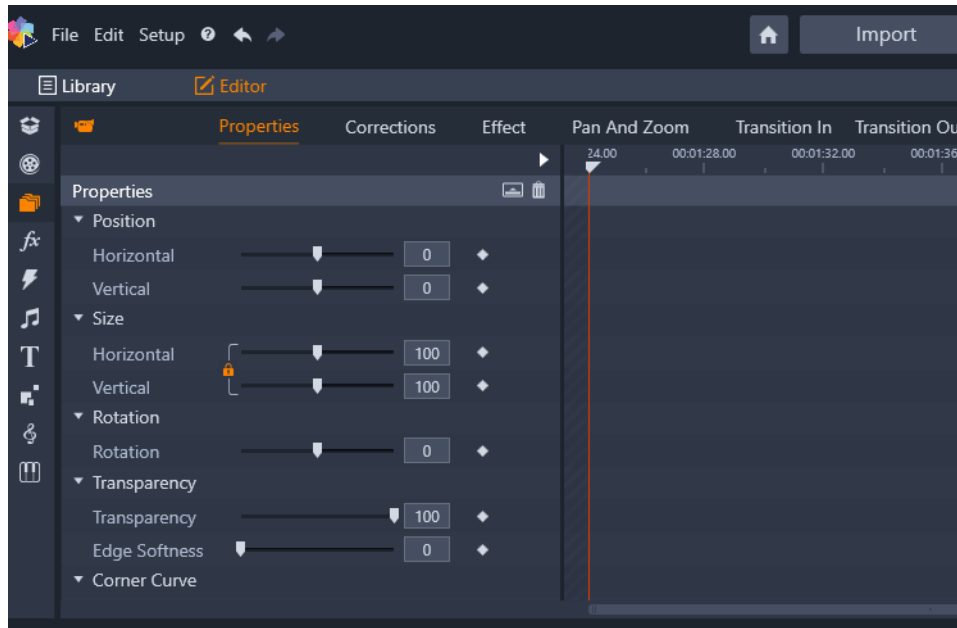 File Edit Setup ? Import
Library Editor
Properties Corrections Effect Pan And Zoom Transition In Transition Ou
24.00 00:01:28.00 00:01:32.00 00:01:36
Properties
Position
Horizontal 0
Vertical 0
Size
Horizontal 100
Vertical 100
Rotation
Rotation 0
Transparency
Transparency 100
Edge Softness 0
Corner Curve
fx
T